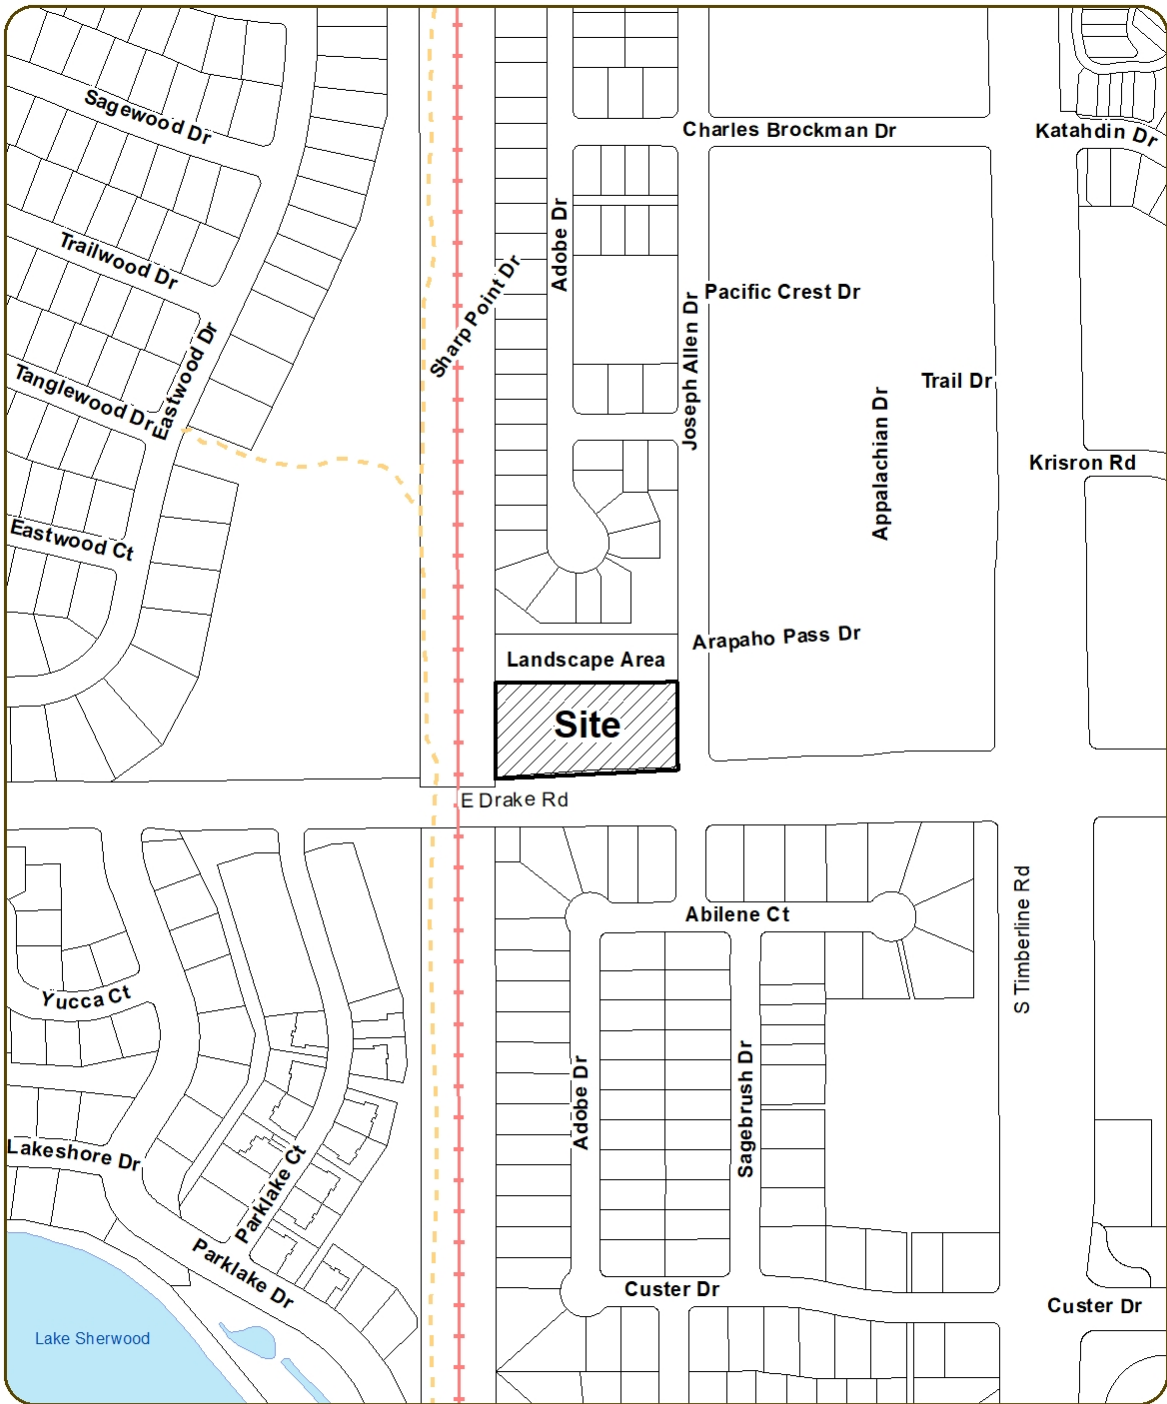 Sagewood Dr
Charles Brockman Dr
Katahdin Dr
Trailwood Dr
Adobe Dr
Sharp Point Dr
Pacific Crest Dr
Joseph Allen Dr
Eastwood Dr
Tanglewood Dr
Trail Dr
Appalachian Dr
Krisron Rd
Eastwood Ct
Arapaho Pass Dr
Landscape Area
Site
E Drake Rd
Abilene Ct
S Timberline Rd
Yucca Ct
Adobe Dr
Sagebrush Dr
Lakeshore Dr
Parklake Ct
Parklake Dr
Custer Dr
Custer Dr
Lake Sherwood